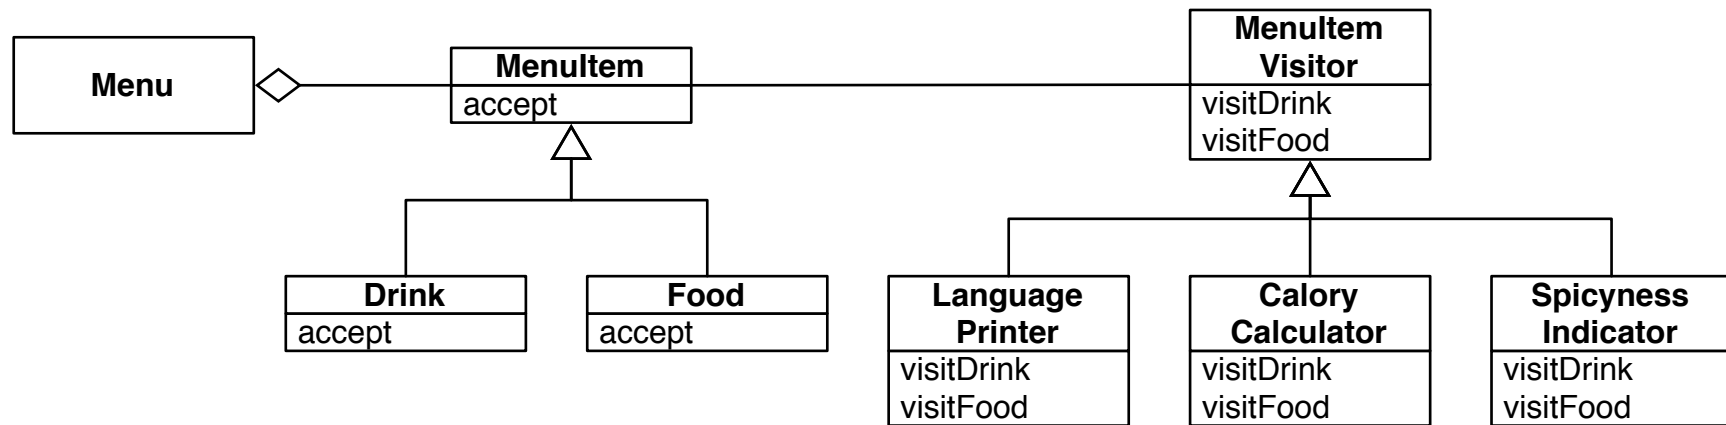 Menu
MenuItem
accept
MenuItem
Visitor
visitDrink
visitFood
Drink
accept
Food
accept
Language
Printer
visitDrink
visitFood
Calory
Calculator
visitDrink
visitFood
Spicyness
Indicator
visitDrink
visitFood